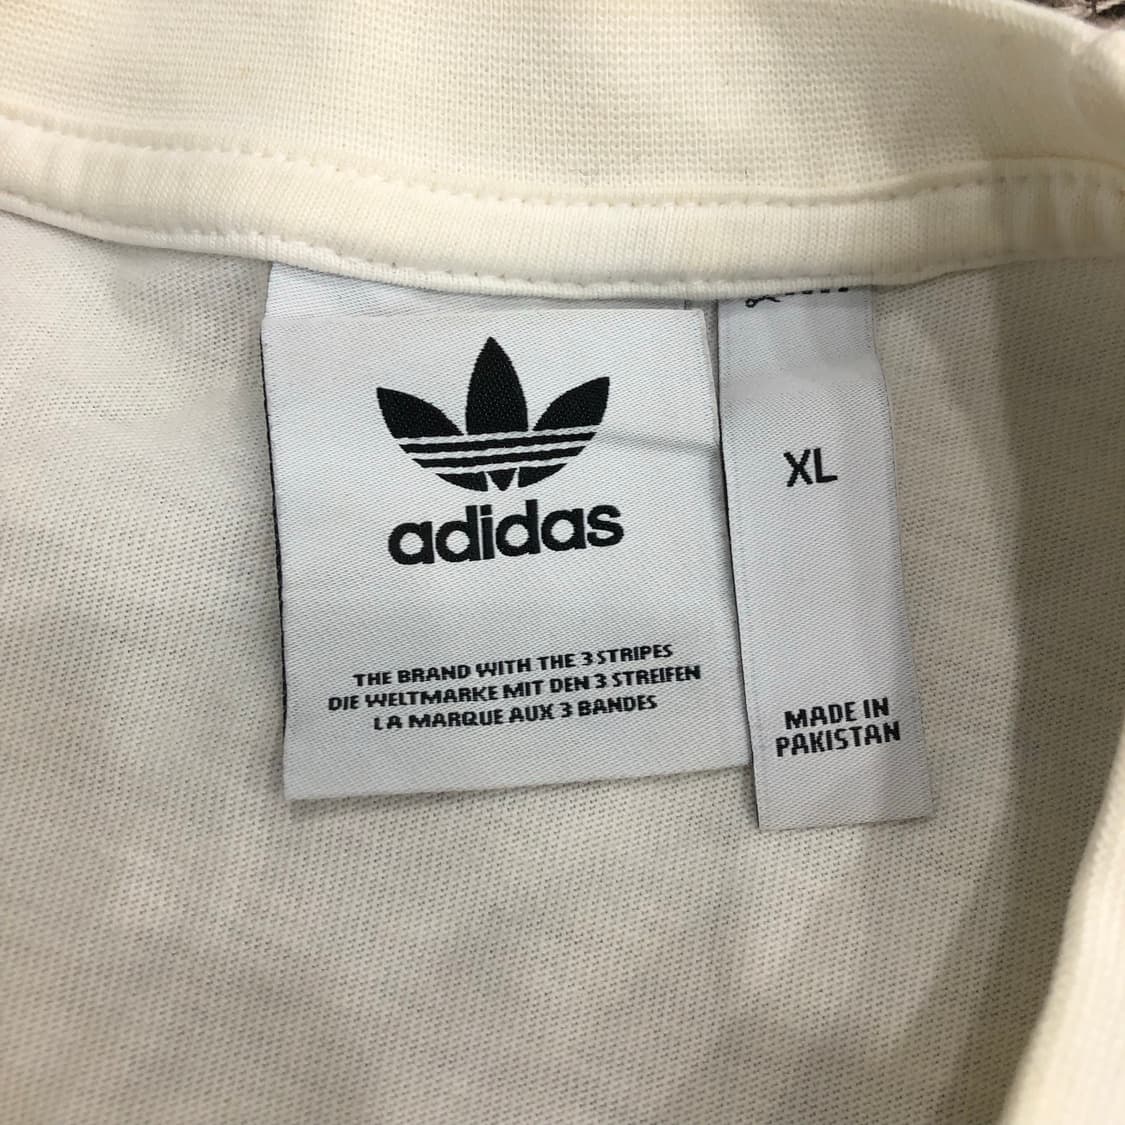 adidas
THE BRAND WITH THE 3 STRIPES
DIE WELTMARKE MIT DEN 3 STREIFEN
LA MARQUE AUX 3 BANDES
XL
MADE IN
PAKISTAN